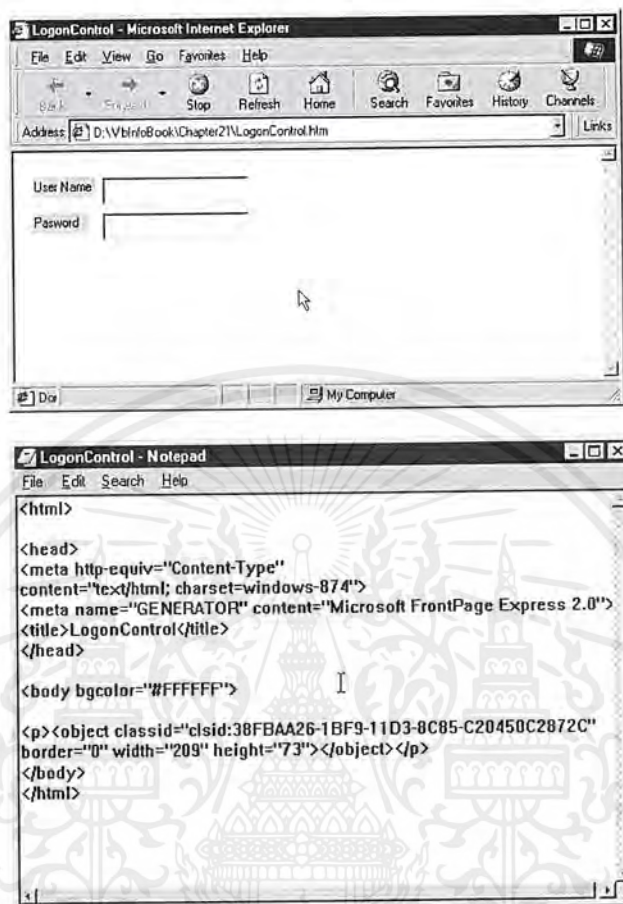 LogonControl - Microsoft Internet Explorer
File Edit View Go Favorites Help
Back Forward Stop Refresh Home Search Favorites History Channels
Address D:\VbInfoBook\Chapter21\LogonControl.htm Links
User Name
Pasword
My Computer
LogonControl - Notepad
File Edit Search Help
<html>
<head>
<meta http-equiv="Content-Type"
content="text/html; charset=windows-874">
<meta name="GENERATOR" content="Microsoft FrontPage Express 2.0">
<title>LogonControl</title>
</head>
<body bgcolor="#FFFFFF">
<p><object classid="clsid:38FBAA26-1BF9-11D3-8C85-C20450C2872C"
border="0" width="209" height="73"></object></p>
</body>
</html>